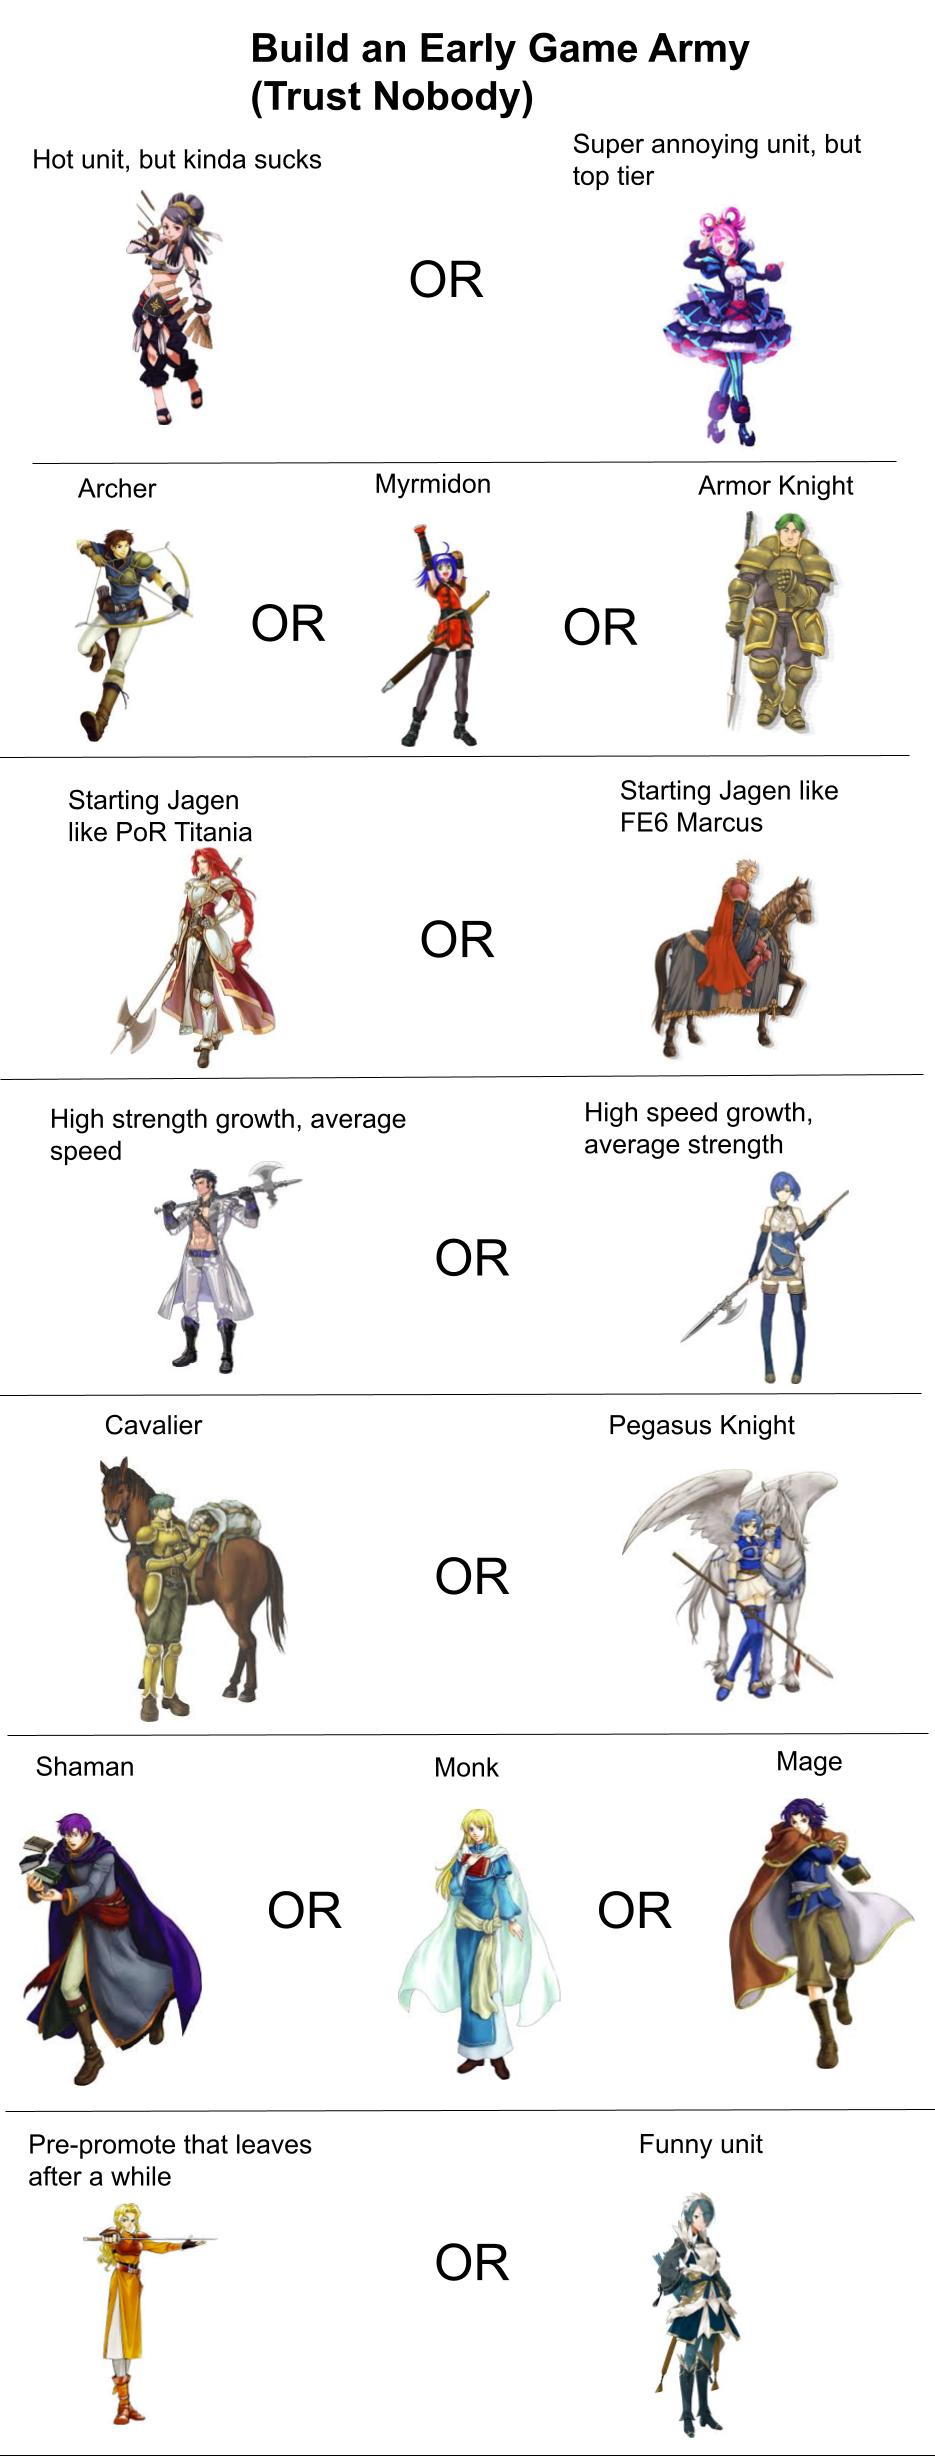 Build an Early Game Army
(Trust Nobody)
Hot unit, but kinda sucks
Super annoying unit, but
top tier
OR
Archer
Myrmidon
Armor Knight
OR
OR
Starting Jagen
like PoR Titania
Starting Jagen like
FE6 Marcus
OR
High strength growth, average
speed
High speed growth,
average strength
OR
Cavalier
Pegasus Knight
OR
Shaman
Monk
Mage
OR
OR
Pre-promote that leaves
after a while
Funny unit
OR